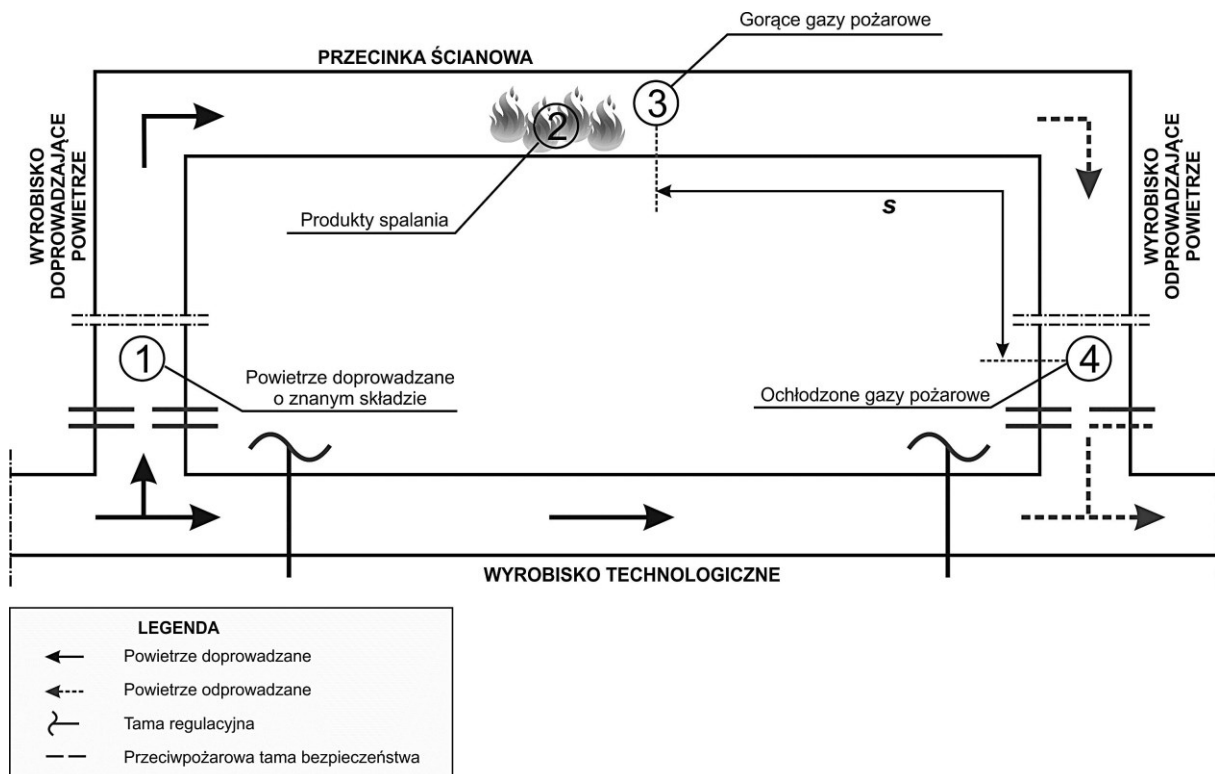 Gorące gazy pożarowe
PRZECINKA ŚCIANOWA
3
2
WYROBISKO
DOPROWADZAJĄCE
POWIETRZE
WYROBISKO
ODPROWADZAJĄCE
POWIETRZE
s
Produkty spalania
1
4
Powietrze doprowadzane
o znanym składzie
Ochłodzone gazy pożarowe
WYROBISKO TECHNOLOGICZNE
LEGENDA
Powietrze doprowadzane
Powietrze odprowadzane
Tama regulacyjna
Przeciwpożarowa tama bezpieczeństwa